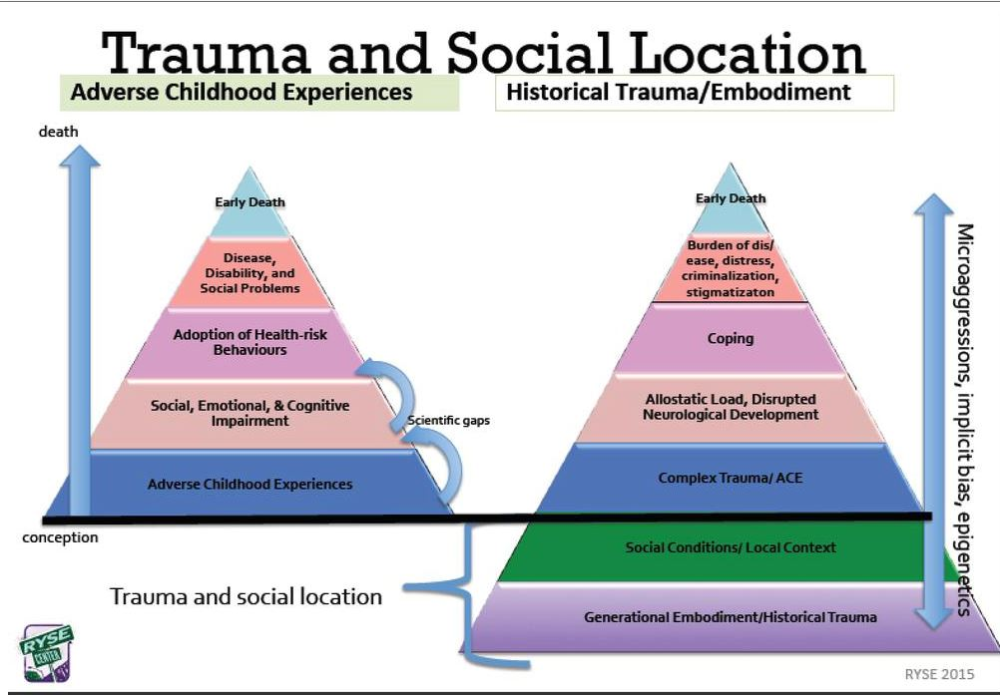 Trauma and Social Location
Adverse Childhood Experiences
Historical Trauma/Embodiment
death
Early Death
Disease,
Disability, and
Social Problems
Adoption of Health-risk
Behaviours
Social, Emotional, & Cognitive
Impairment
Scientific gaps
Adverse Childhood Experiences
conception
Early Death
Burden of dis/
ease, distress,
criminalization,
stigmatizaton
Coping
Allostatic Load, Disrupted
Neurological Development
Complex Trauma/ ACE
Social Conditions/ Local Context
Generational Embodiment/Historical Trauma
Microaggressions, implicit bias, epigenetics
Trauma and social location
RYSE
CENTER
RYSE 2015